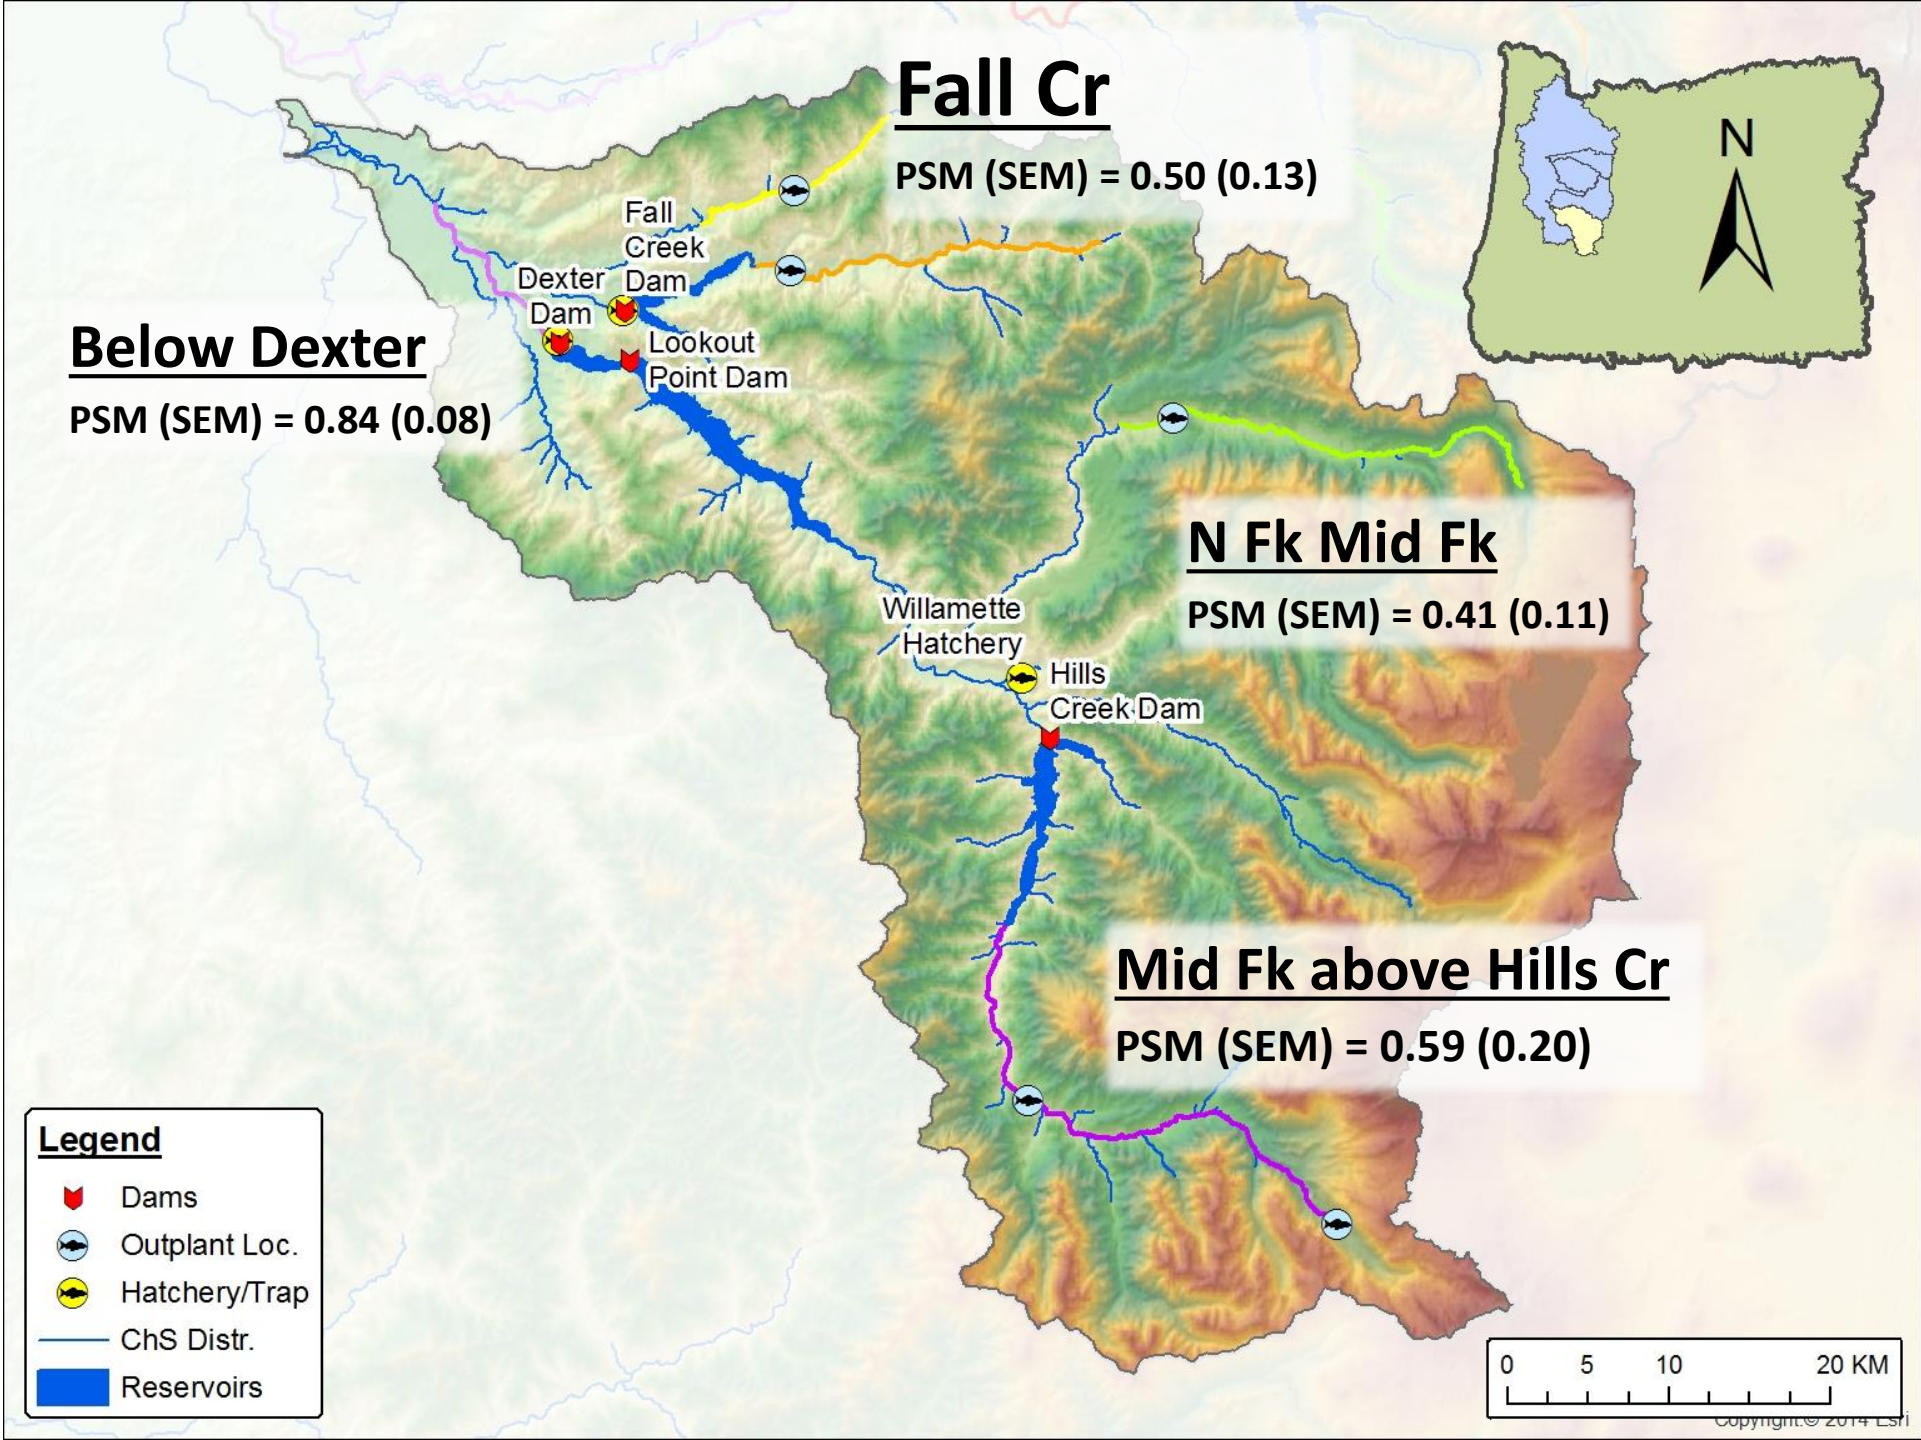 Fall Cr
PSM (SEM) = 0.50 (0.13)
N
Fall
Creek
Dam
Dexter
Dam
Lookout
Point Dam
Below Dexter
PSM (SEM) = 0.84 (0.08)
N Fk Mid Fk
PSM (SEM) = 0.41 (0.11)
Willamette
Hatchery
Hills
Creek Dam
Mid Fk above Hills Cr
PSM (SEM) = 0.59 (0.20)
Legend
Dams
Outplant Loc.
Hatchery/Trap
ChS Distr.
Reservoirs
0 5 10 20 KM
Copyright:© 2014 Esri